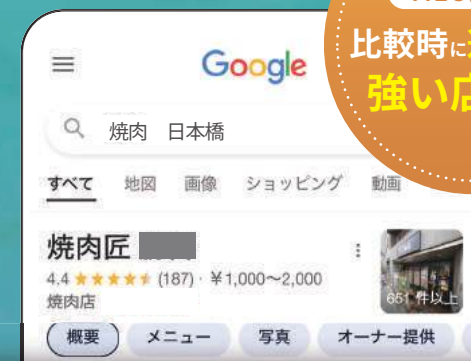 Google
比較時に
強い店
焼肉 日本橋
すべて 地図 画像 ショッピング 動画
焼肉匠
4.4 ★★★★★ (187)· ¥1,000〜2,000
焼肉店
651 件以上
概要 メニュー 写真 オーナー提供